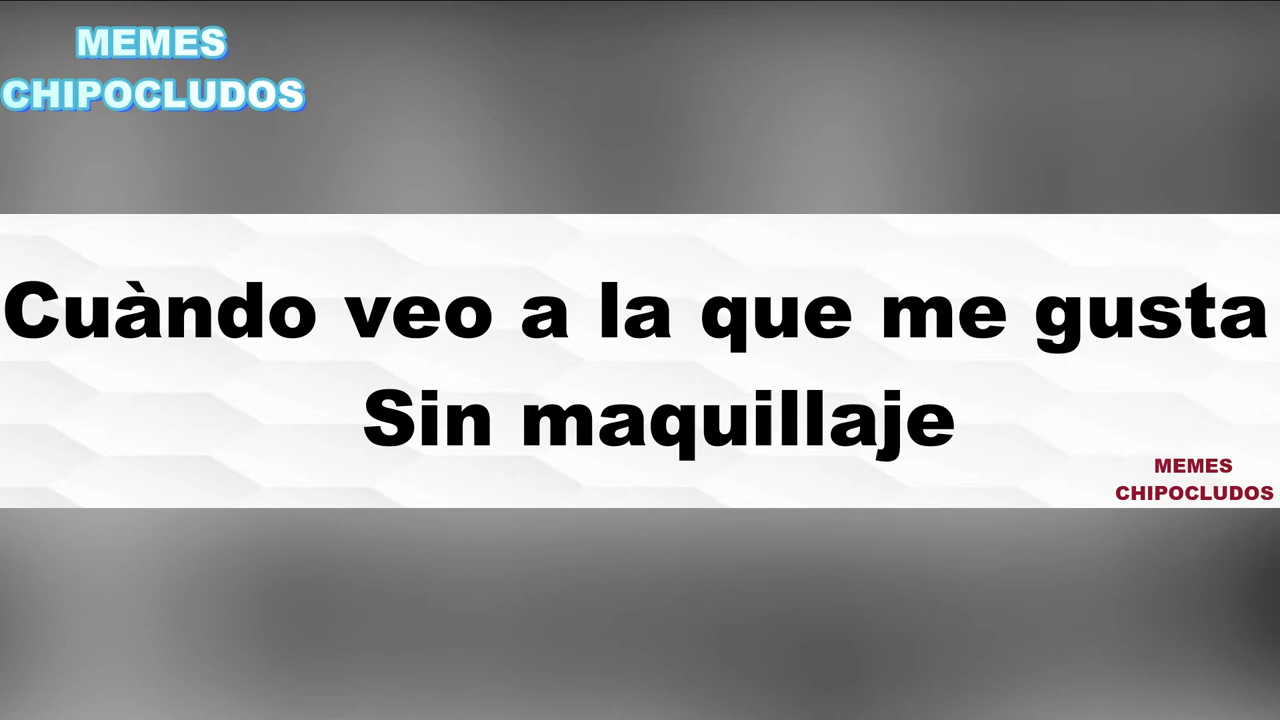 MEMES
CHIPOCLUDOS
Cuàndo veo a la que me gusta
Sin maquillaje
MEMES
CHIPOCLUDOS